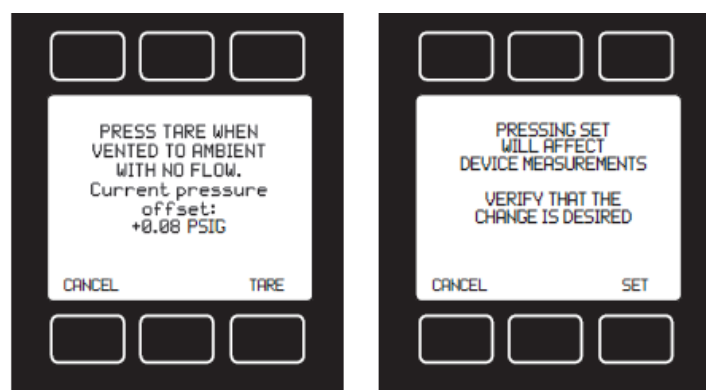 PRESS TARE WHEN
VENTED TO AMBIENT
WITH NO FLOW.
Current pressure
offset:
+0.08 PSIG
CANCEL TARE
PRESSING SET
WILL AFFECT
DEVICE MEASUREMENTS
VERIFY THAT THE
CHANGE IS DESIRED
CANCEL SET